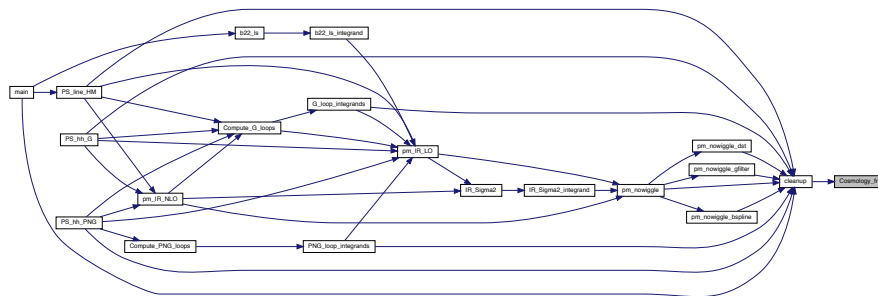 b22_ls
b22_ls_integrand
main
PS_line_HM
G_loop_integrands
Compute_G_loops
PS_hh_G
pm_IR_LO
pm_nowiggle_dst
pm_nowiggle_gfilter
cleanup
Cosmology_fr
pm_IR_NLO
IR_Sigma2
IR_Sigma2_integrand
pm_nowiggle
PS_hh_PNG
pm_nowiggle_bspline
Compute_PNG_loops
PNG_loop_integrands